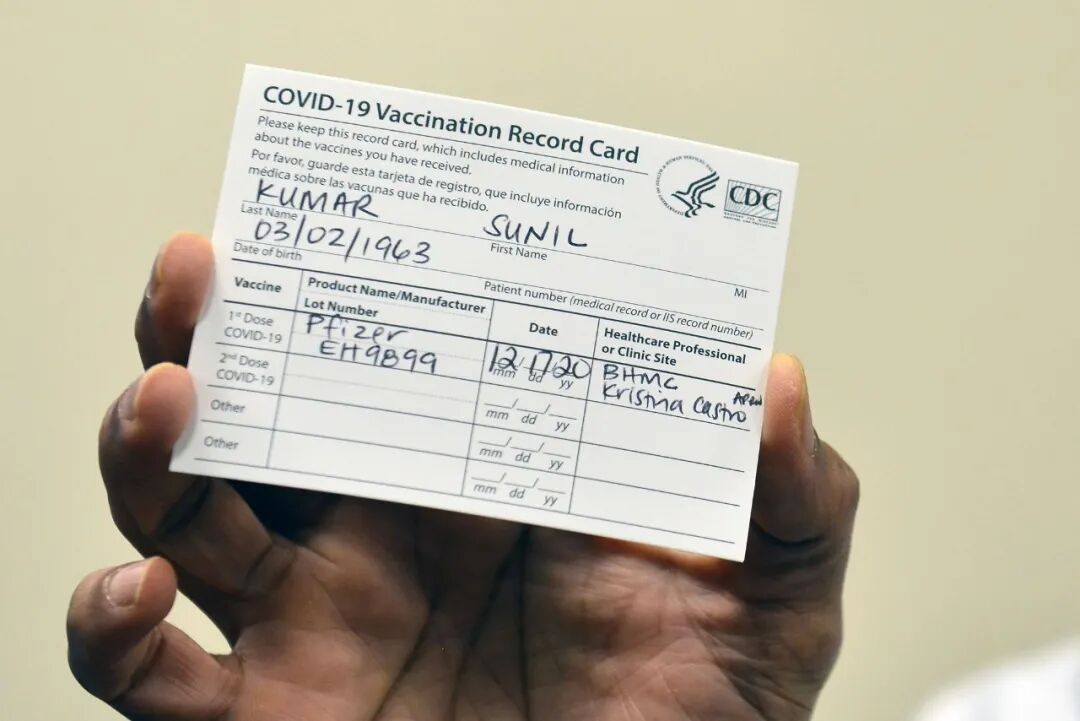 COVID-19 Vaccination Record Card
Please keep this record card, which includes medical information
about the vaccines you have received.
Por favor, guarde esta tarjeta de registro, que incluye información
médica sobre las vacunas que ha recibido.
CDC
KUMAR SUNIL
Last Name First Name MI
03/02/1963
Date of birth Patient number (medical record or IIS record number)
Vaccine Product Name/Manufacturer Date Healthcare Professional
Lot Number or Clinic Site
1st Dose Pfizer 12/17/20 BHMC
COVID-19 EH9899 mm dd yy Kristina Castro APRN
2nd Dose
COVID-19 mm dd yy
Other mm dd yy
Other mm dd yy